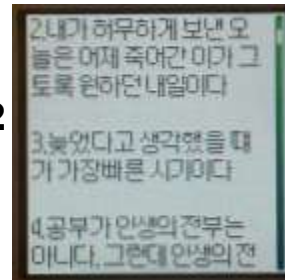 2.내가 허무하게 보낸 오
늘은 어제 죽어간 이가 그
토록 원하던 내일이다
3.늦었다고 생각했을 때
가 가장빠른 시기이다
4.공부가 인생의 전부는
아니다.그런데 인생의 전
2